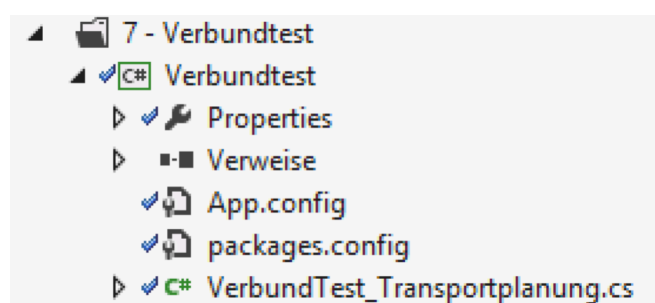 7 - Verbundtest
C# Verbundtest
Properties
Verweise
App.config
packages.config
C# VerbundTest_Transportplanung.cs